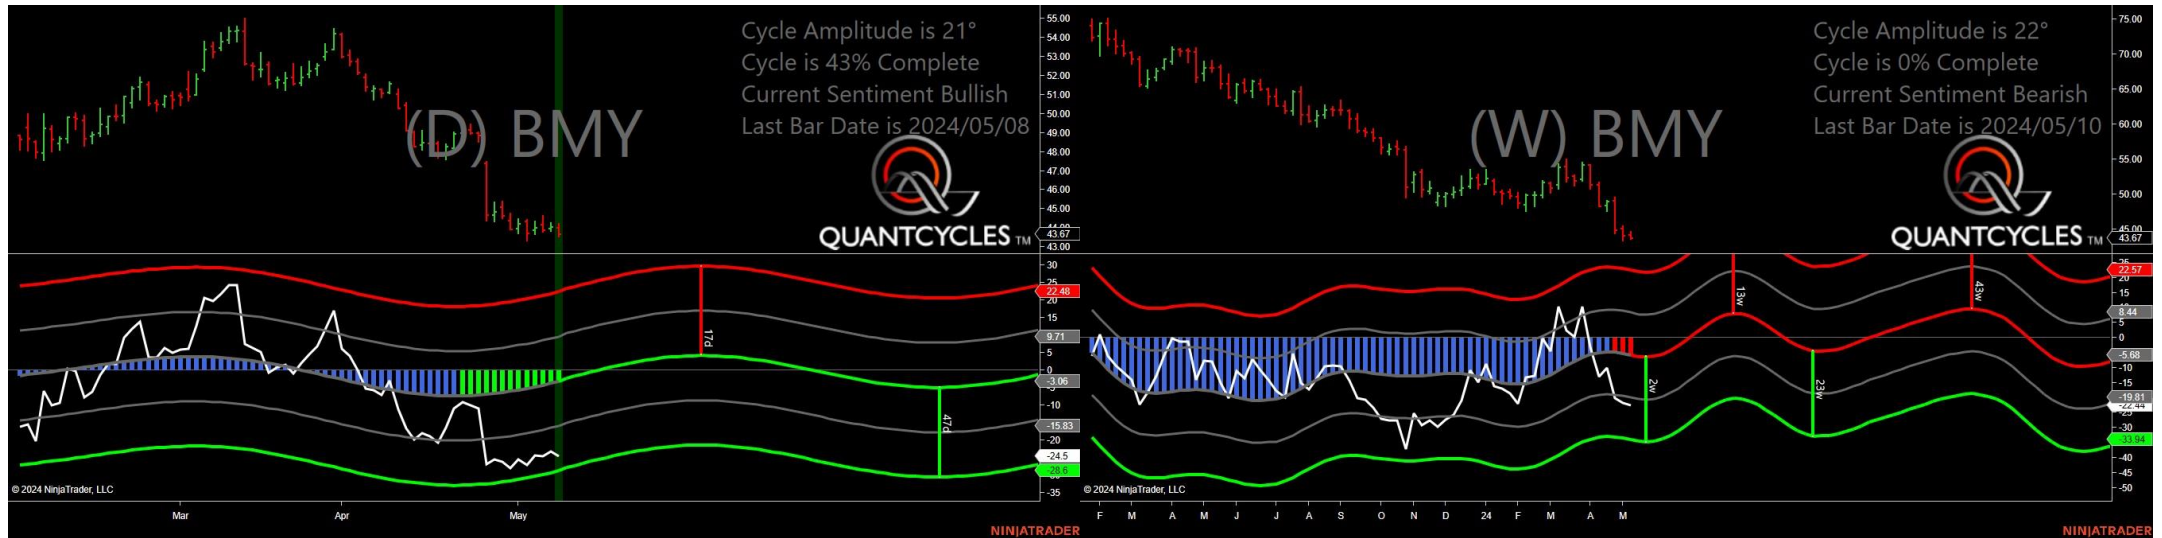 Cycle Amplitude is 21°
Cycle is 43% Complete
Current Sentiment Bullish
Last Bar Date is 2024/05/08
(D) BMY
QUANTCYCLES TM
55.00
54.00
53.00
52.00
51.00
50.00
49.00
48.00
47.00
46.00
45.00
43.67
43.00
30
25
22.48
20
15
9.71
5
0
-3.06
-10
-15.83
-20
-24.5
-28.6
-35
17d
47d
© 2024 NinjaTrader, LLC
Mar Apr May
NINJATRADER
Cycle Amplitude is 22°
Cycle is 0% Complete
Current Sentiment Bearish
Last Bar Date is 2024/05/10
(W) BMY
QUANTCYCLES TM
75.00
70.00
65.00
60.00
55.00
50.00
45.00
43.67
22.57
20
15
8.44
5
0
-5.68
-10
-15
-19.81
-22.44
-25
-30
-33.94
-40
-45
-50
13w
43w
2w
23w
© 2024 NinjaTrader, LLC
F M A M J J A S O N D 24 F M A M
NINJATRADER